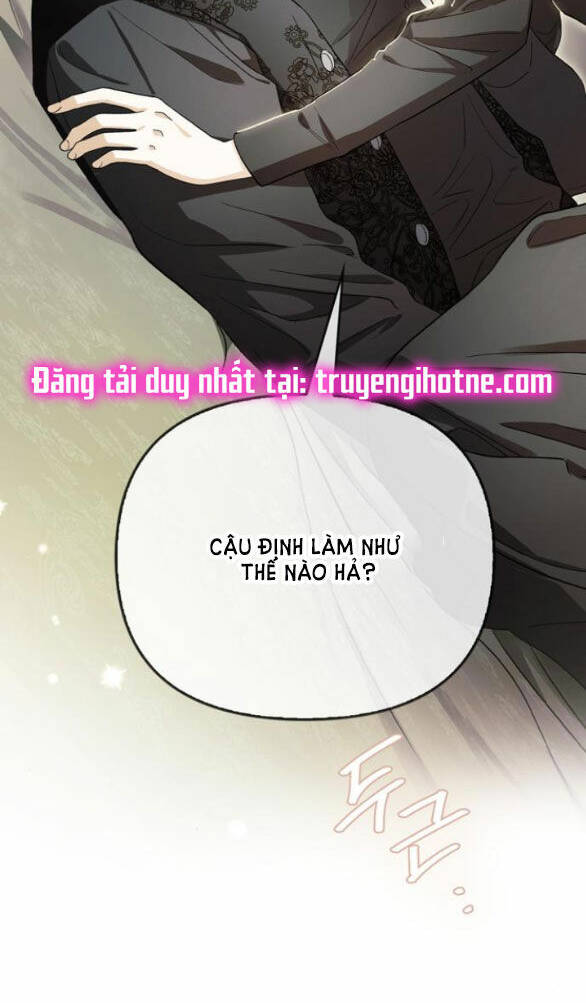 Đăng tải duy nhất tại: truyengihotne.com
CẬU ĐỊNH LÀM NHƯ
THẾ NÀO HẢ?
두근..